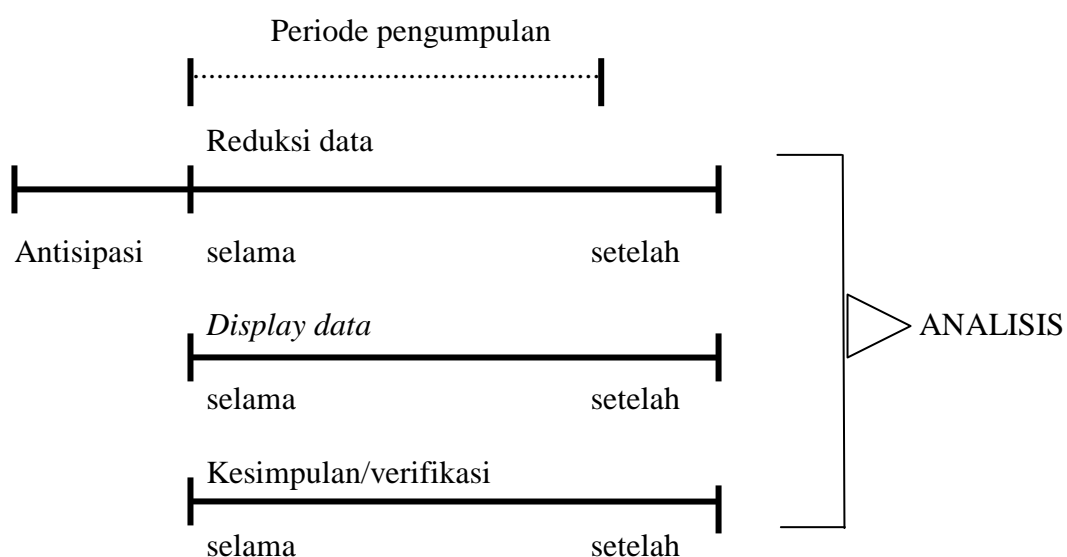 Periode pengumpulan
Reduksi data
Antisipasi selama setelah
Display data
ANALISIS
selama setelah
Kesimpulan/verifikasi
selama setelah